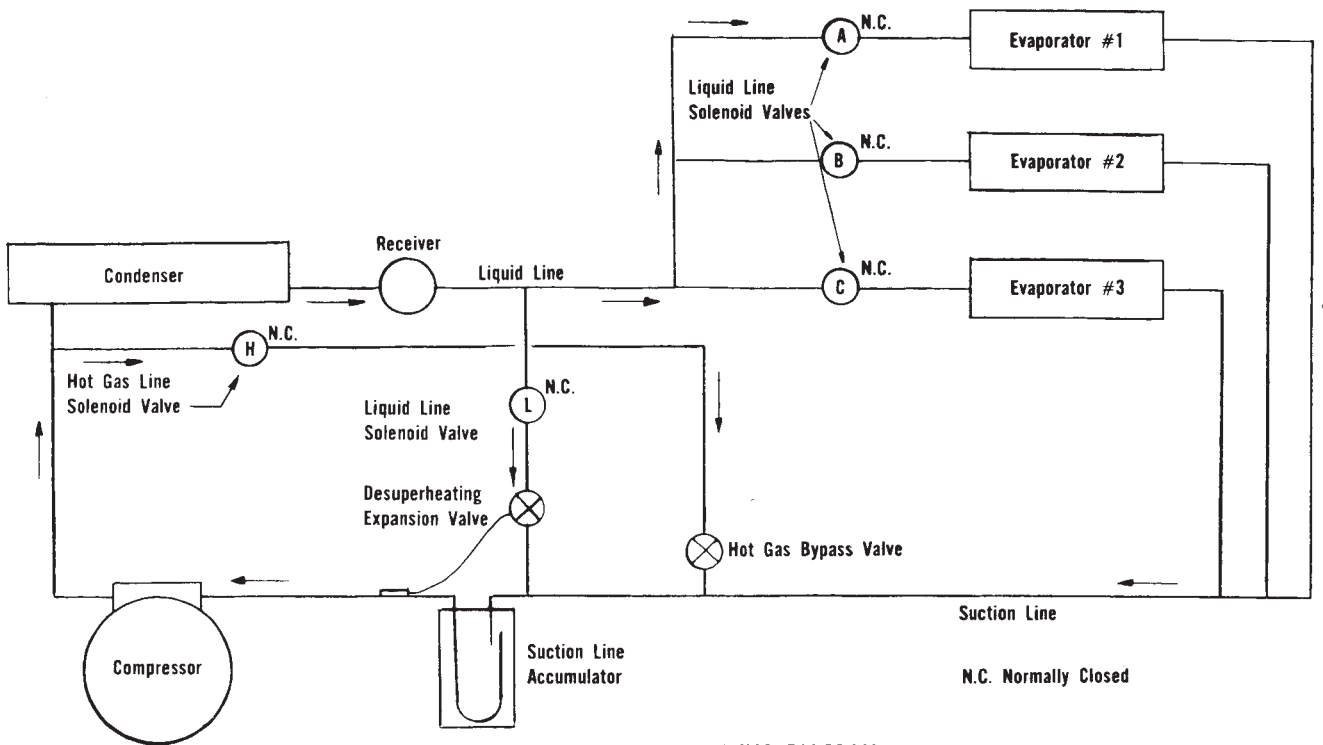 N.C.
A
Evaporator #1
Liquid Line
Solenoid Valves
N.C.
B
Evaporator #2
Receiver
Condenser
Liquid Line
N.C.
C
Evaporator #3
N.C.
H
Hot Gas Line
Solenoid Valve
N.C.
L
Liquid Line
Solenoid Valve
Desuperheating
Expansion Valve
Hot Gas Bypass Valve
Suction Line
Compressor
Suction Line
Accumulator
N.C. Normally Closed